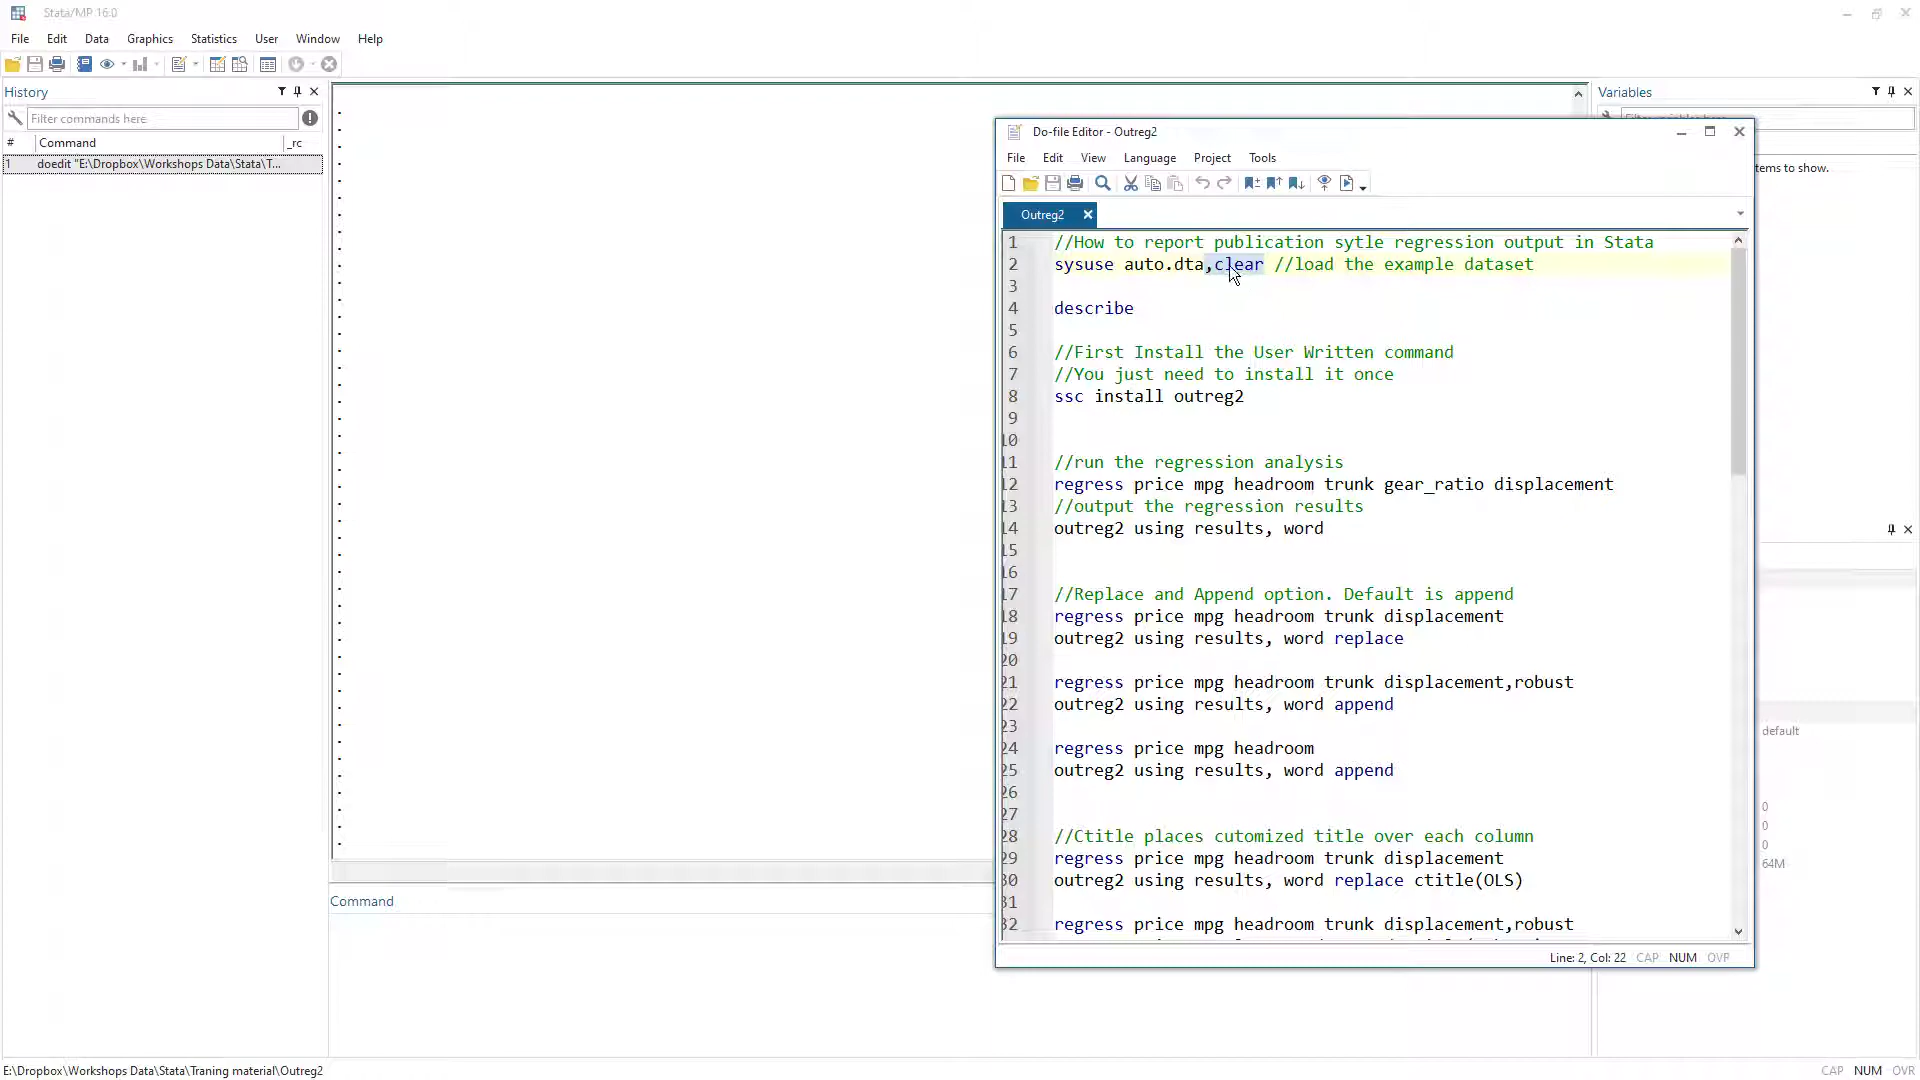 Stata/MP 16.0
File Edit Data Graphics Statistics User Window Help
History
Filter commands here
# Command _rc
1 doedit "E:\Dropbox\Workshops Data\Stata\T...
Variables
tems to show.
default
0
0
0
64M
Do-file Editor - Outreg2
File Edit View Language Project Tools
Outreg2
1 //How to report publication sytle regression output in Stata
2 sysuse auto.dta,clear //load the example dataset
3
4 describe
5
6 //First Install the User Written command
7 //You just need to install it once
8 ssc install outreg2
9
10
11 //run the regression analysis
12 regress price mpg headroom trunk gear_ratio displacement
13 //output the regression results
14 outreg2 using results, word
15
16
17 //Replace and Append option. Default is append
18 regress price mpg headroom trunk displacement
19 outreg2 using results, word replace
20
21 regress price mpg headroom trunk displacement,robust
22 outreg2 using results, word append
23
24 regress price mpg headroom
25 outreg2 using results, word append
26
27
28 //Ctitle places cutomized title over each column
29 regress price mpg headroom trunk displacement
30 outreg2 using results, word replace ctitle(OLS)
31
32 regress price mpg headroom trunk displacement,robust
Line: 2, Col: 22 CAP NUM OVR
Command
E:\Dropbox\Workshops Data\Stata\Traning material\Outreg2
CAP NUM OVR